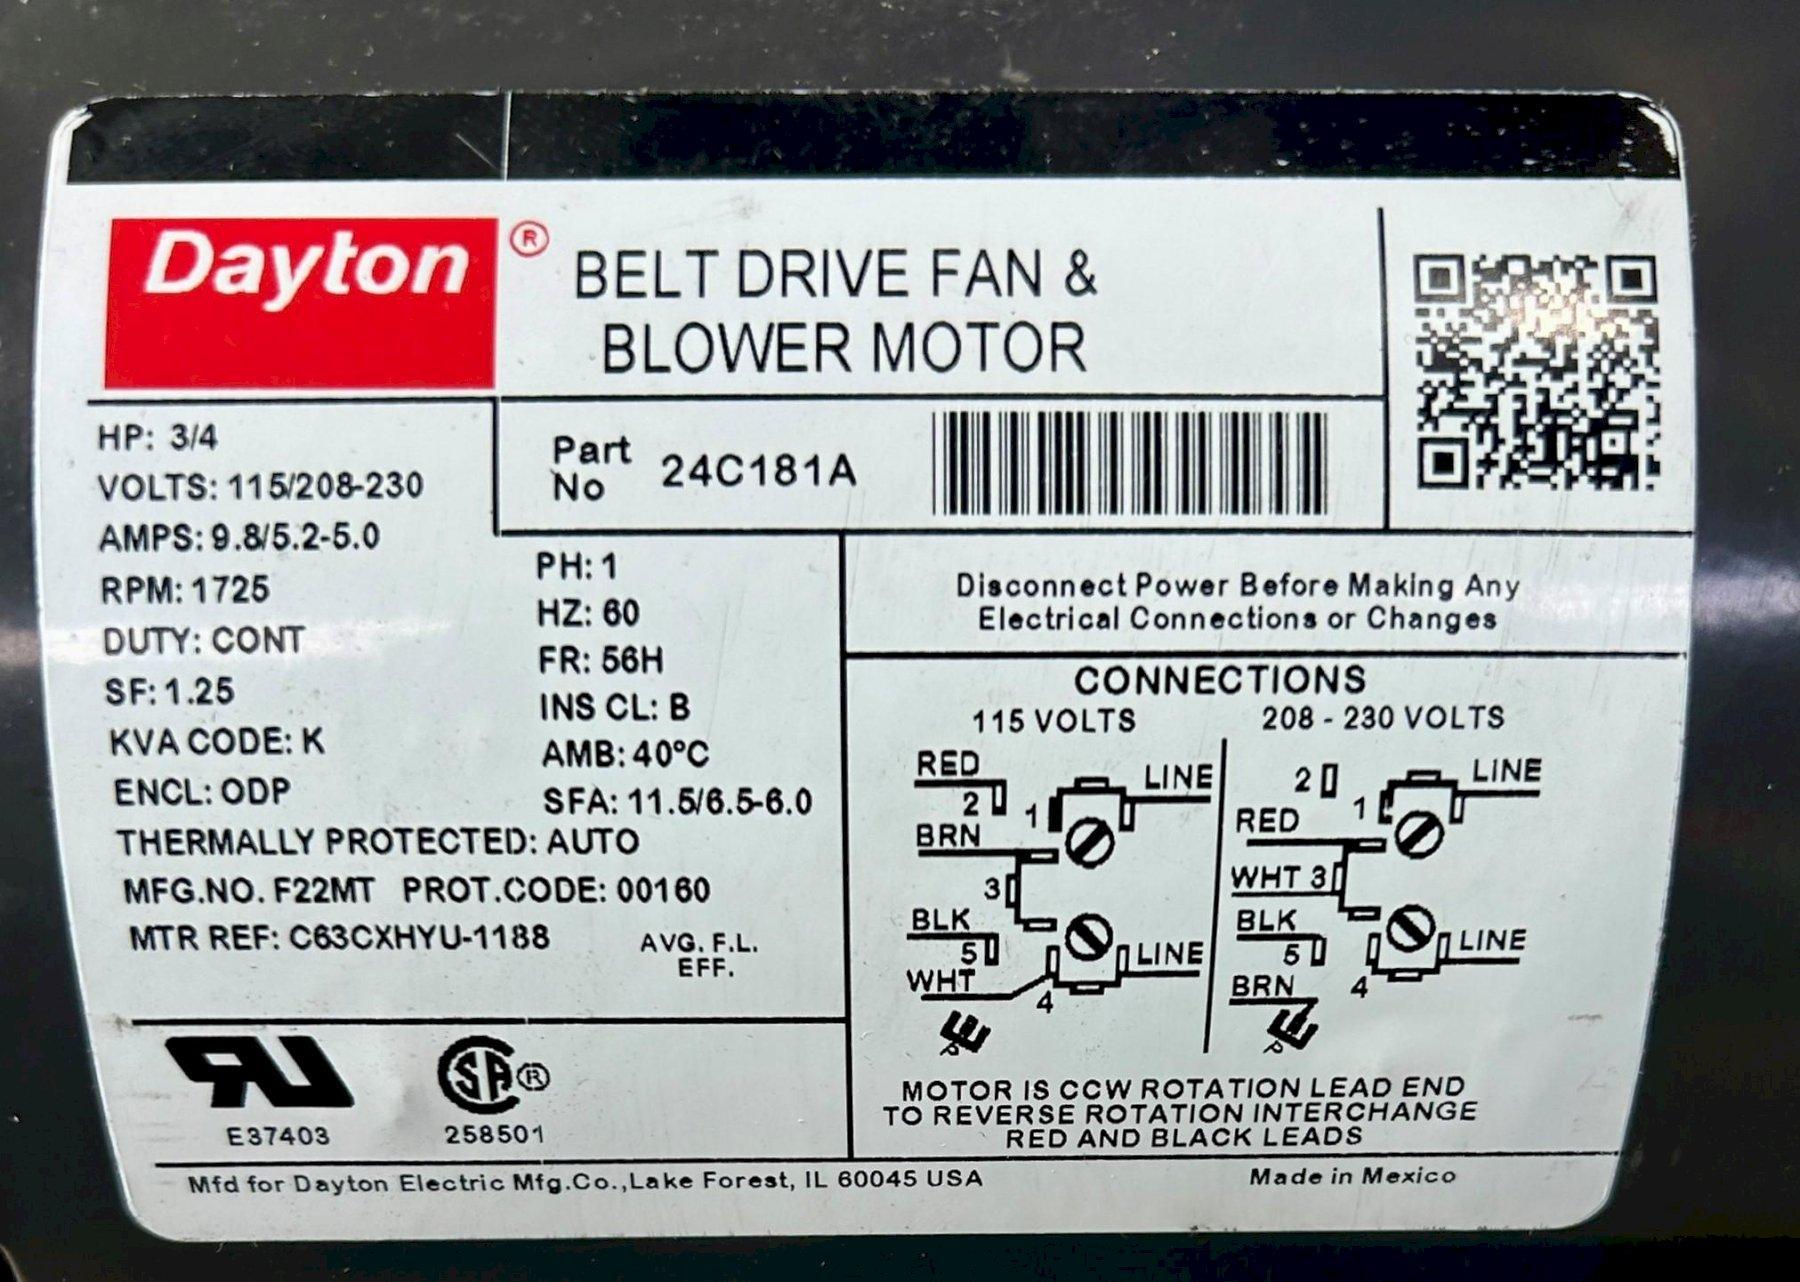 Dayton ®
BELT DRIVE FAN &
BLOWER MOTOR
HP: 3/4
VOLTS: 115/208-230
AMPS: 9.8/5.2-5.0
RPM: 1725
DUTY: CONT
SF: 1.25
KVA CODE: K
ENCL: ODP
THERMALLY PROTECTED: AUTO
MFG.NO. F22MT PROT.CODE: 00160
MTR REF: C63CXHYU-1188
AVG. F.L.
EFF.
Part
No 24C181A
PH: 1
HZ: 60
FR: 56H
INS CL: B
AMB: 40°C
SFA: 11.5/6.5-6.0
Disconnect Power Before Making Any
Electrical Connections or Changes
CONNECTIONS
115 VOLTS
RED
2
1
LINE
BRN
3
BLK
5
LINE
WHT
4
208 - 230 VOLTS
2
1
LINE
RED
WHT 3
BLK
5
LINE
BRN
4
MOTOR IS CCW ROTATION LEAD END
TO REVERSE ROTATION INTERCHANGE
RED AND BLACK LEADS
E37403
SA ®
258501
Mfd for Dayton Electric Mfg.Co.,Lake Forest, IL 60045 USA
Made in Mexico